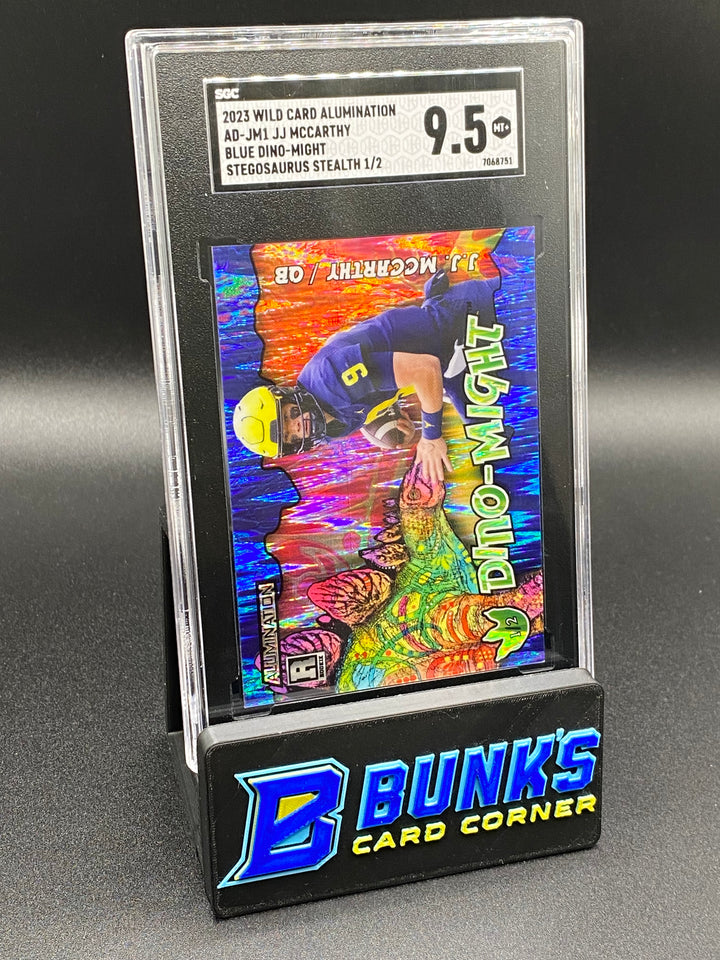 SGC
2023 WILD CARD ALUMINATION
AD-JM1 JJ MCCARTHY
BLUE DINO-MIGHT
STEGOSAURUS STEALTH 1/2
9.5
MT+
7068751
J.J. MCCARTHY / QB
9
DINO-MIGHT
1/2
ALUMINATION
R
BUNK'S
CARD CORNER